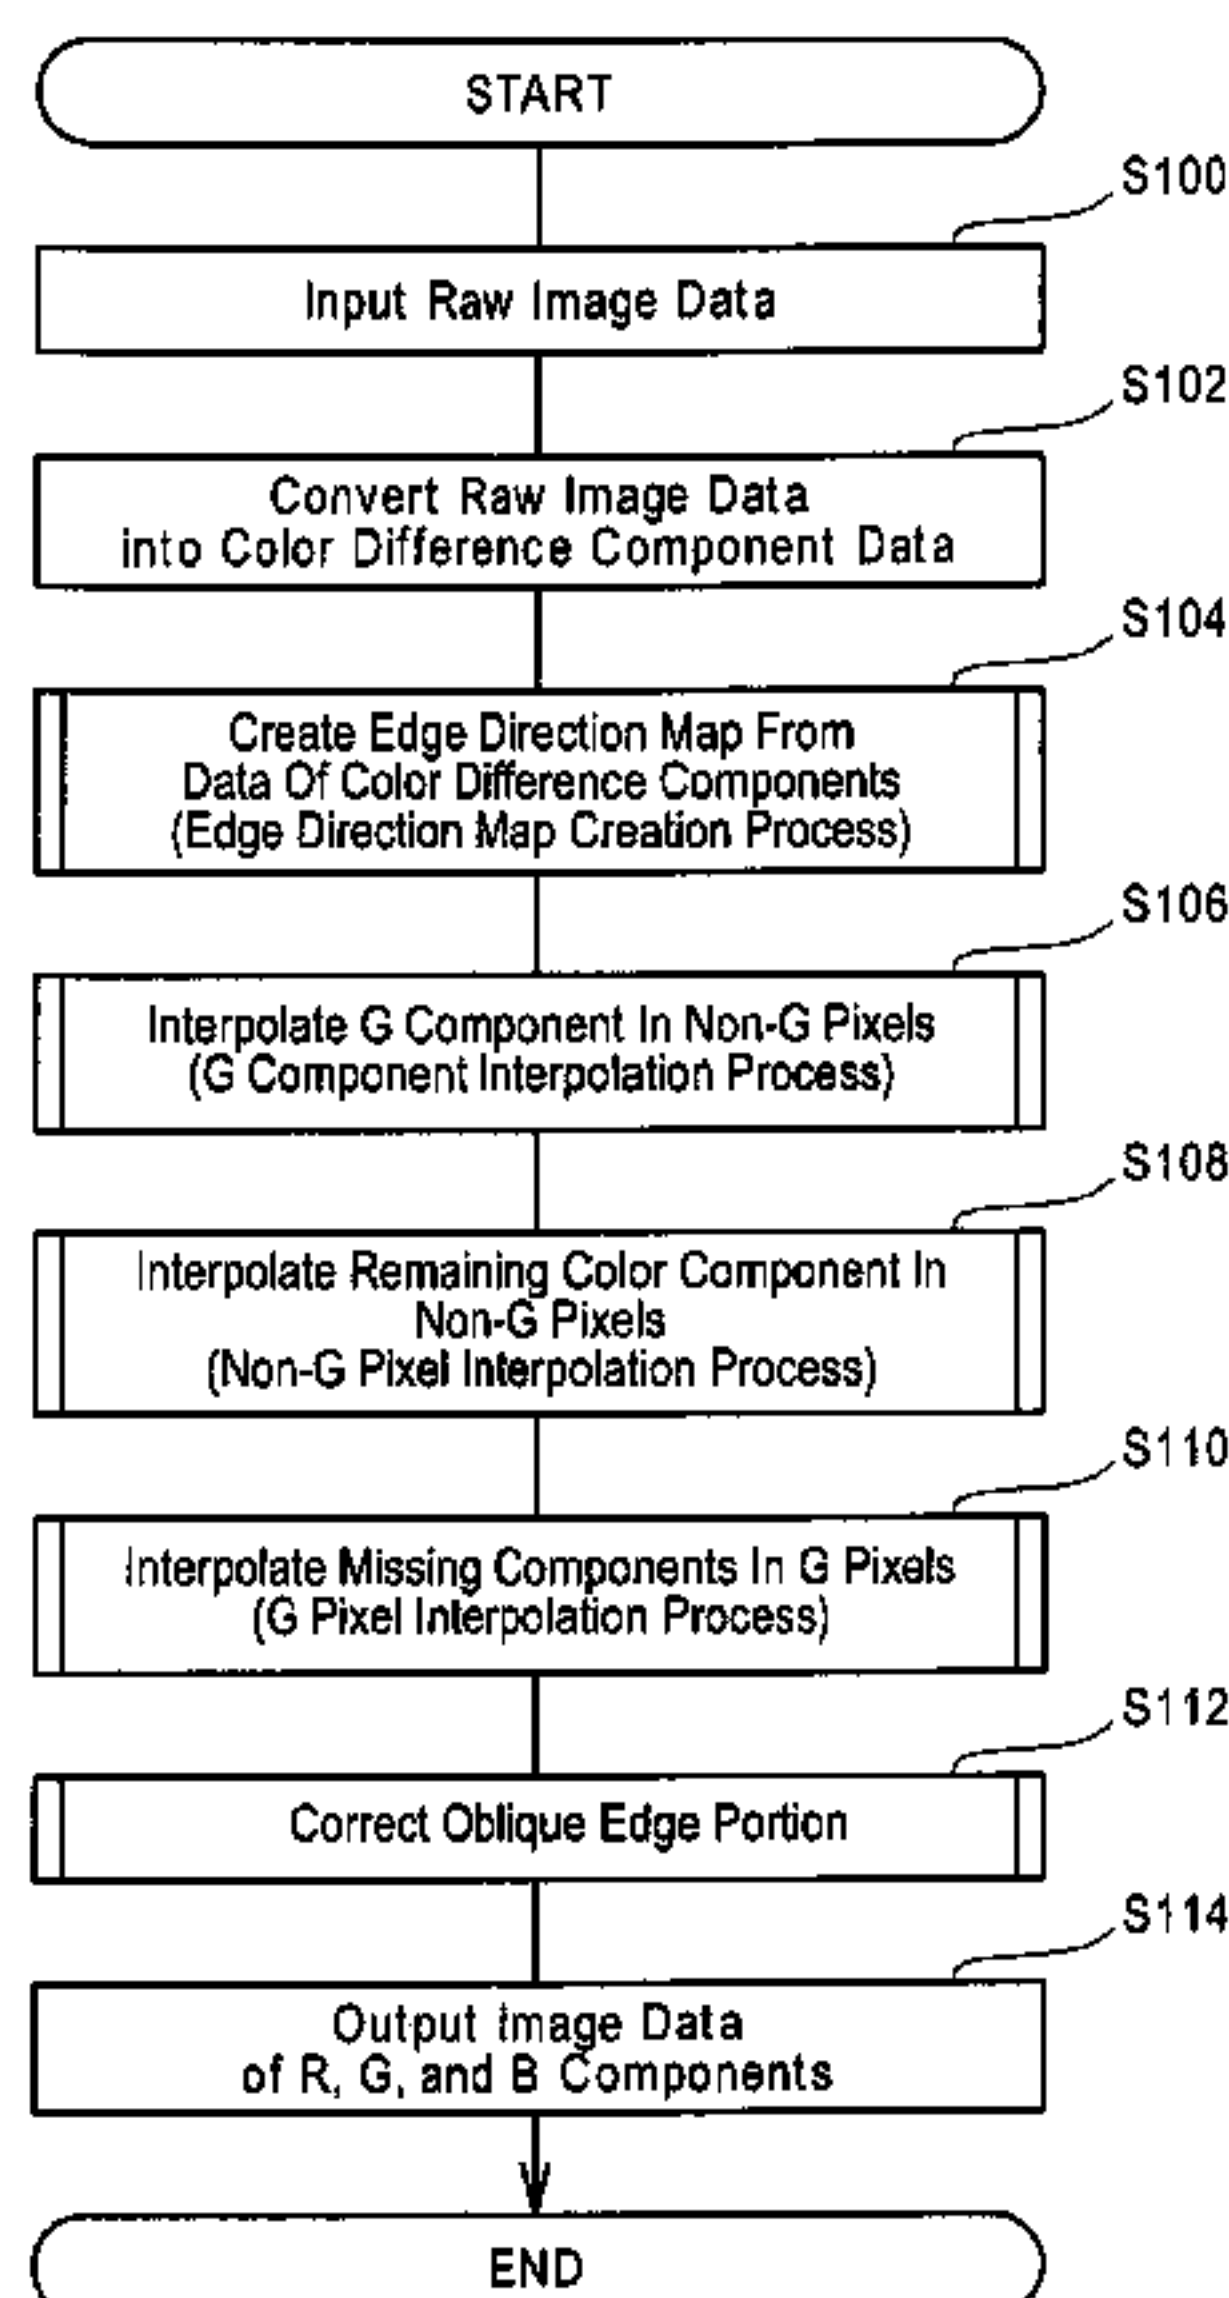 START
S100
Input Raw Image Data
S102
Convert Raw Image Data
into Color Difference Component Data
S104
Create Edge Direction Map From
Data Of Color Difference Components
(Edge Direction Map Creation Process)
S106
Interpolate G Component In Non-G Pixels
(G Component Interpolation Process)
S108
Interpolate Remaining Color Component In
Non-G Pixels
(Non-G Pixel Interpolation Process)
S110
Interpolate Missing Components In G Pixels
(G Pixel Interpolation Process)
S112
Correct Oblique Edge Portion
S114
Output Image Data
of R, G, and B Components
END